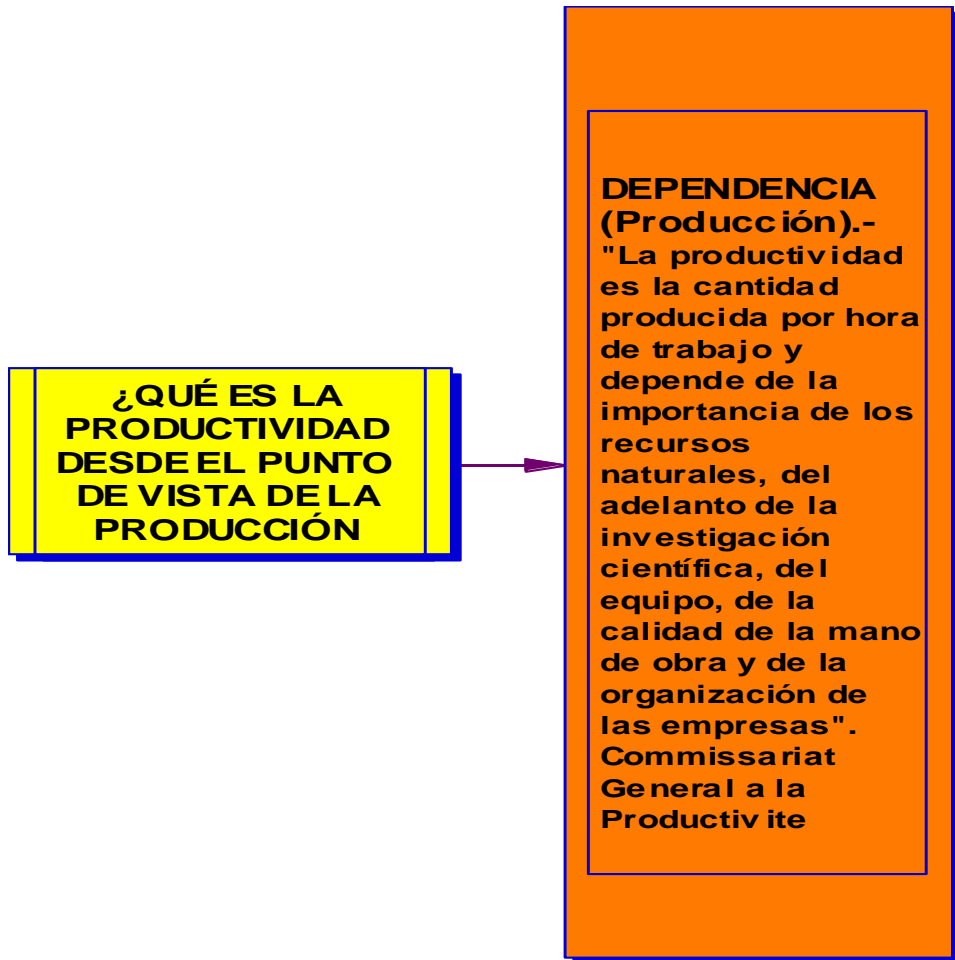 ¿QUÉ ES LA
PRODUCTIVIDAD
DESDE EL PUNTO
DE VISTA DE LA
PRODUCCIÓN
DEPENDENCIA
(Producción).-
"La productividad
es la cantidad
producida por hora
de trabajo y
depende de la
importancia de los
recursos
naturales, del
adelanto de la
investigación
científica, del
equipo, de la
calidad de la mano
de obra y de la
organización de
las empresas".
Commissariat
General a la
Productivite